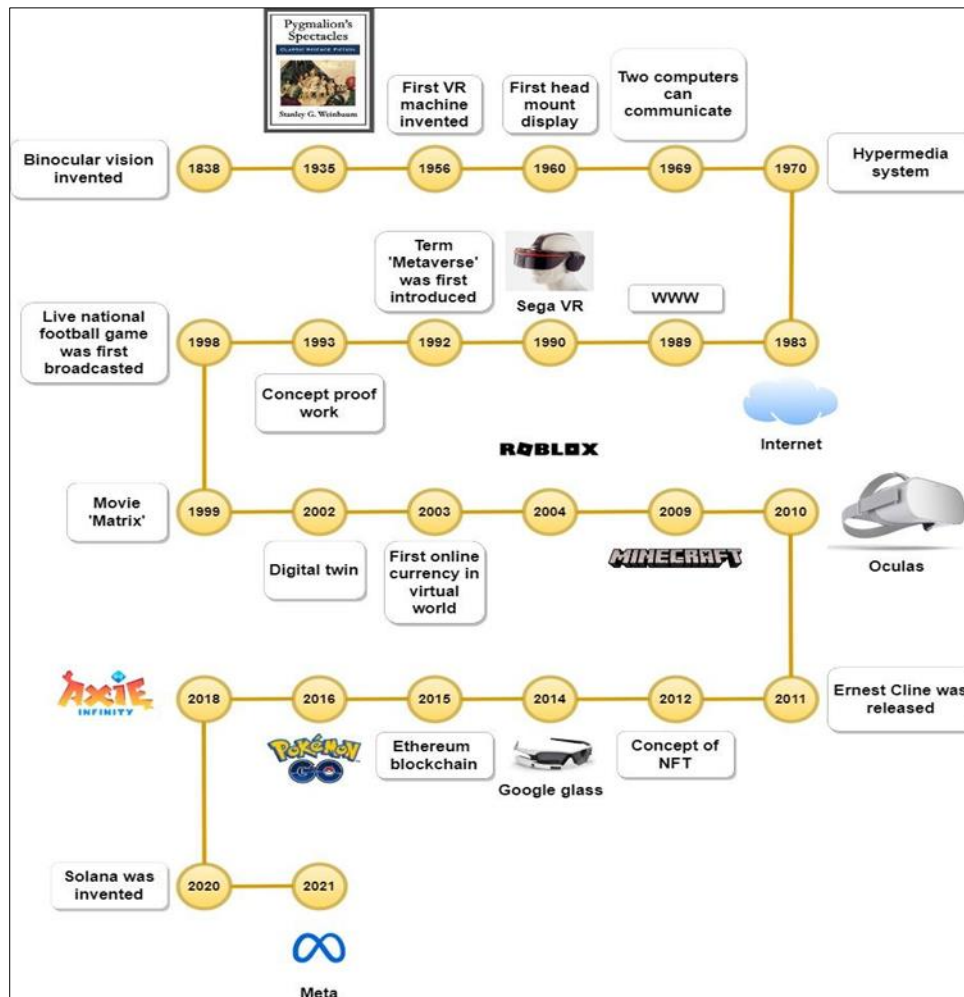 Pygmalion's
Spectacles
CLASSIC SCIENCE FICTION
Stanley G. Weinbaum
First VR
machine
invented
First head
mount
display
Two computers
can
communicate
Binocular vision
invented
1838
1935
1956
1960
1969
1970
Hypermedia
system
Term
'Metaverse'
was first
introduced
Sega VR
WWW
Live national
football game
was first
broadcasted
1998
1993
1992
1990
1989
1983
Concept proof
work
Internet
ROBLOX
Movie
'Matrix'
1999
2002
2003
2004
2009
2010
Oculas
Digital twin
First online
currency in
virtual
world
MINECRAFT
AXIE
INFINITY
2018
2016
2015
2014
2012
2011
Ernest Cline was
released
POKÉMON
GO
Ethereum
blockchain
Google glass
Concept of
NFT
Solana was
invented
2020
2021
Meta